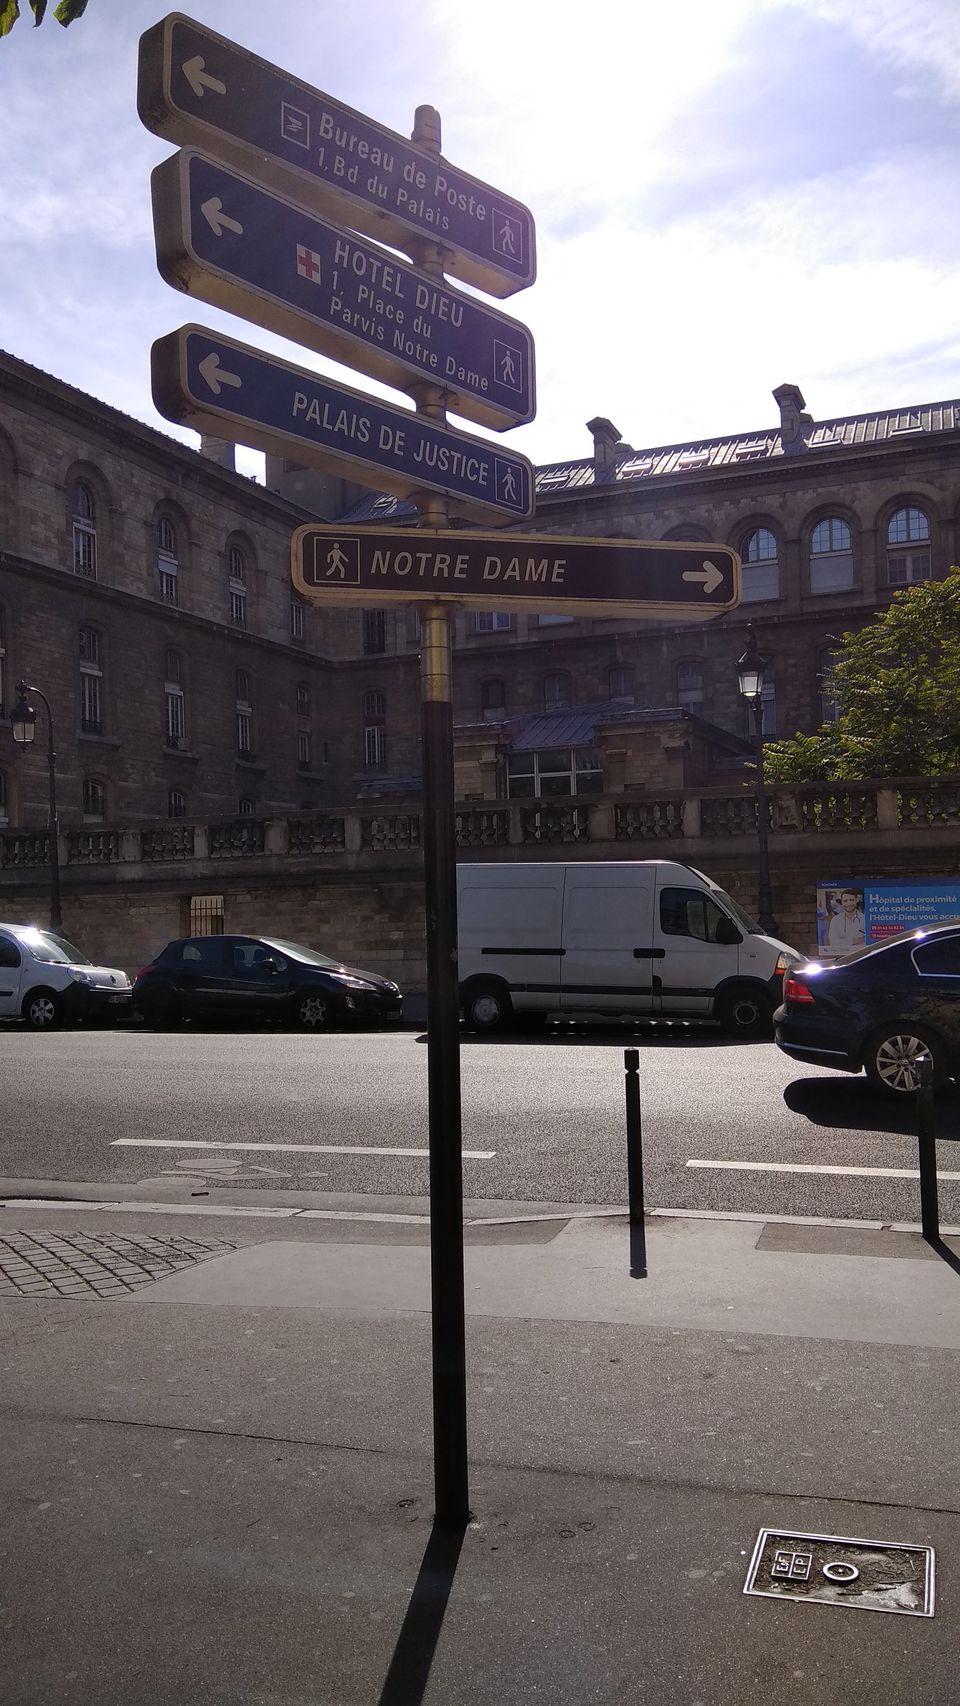 Bureau de Poste
1, Bd du Palais
HOTEL DIEU
1, Place du
Parvis Notre Dame
PALAIS DE JUSTICE
NOTRE DAME
Hôpital de proximité
et de spécialités,
l'Hôtel-Dieu vous